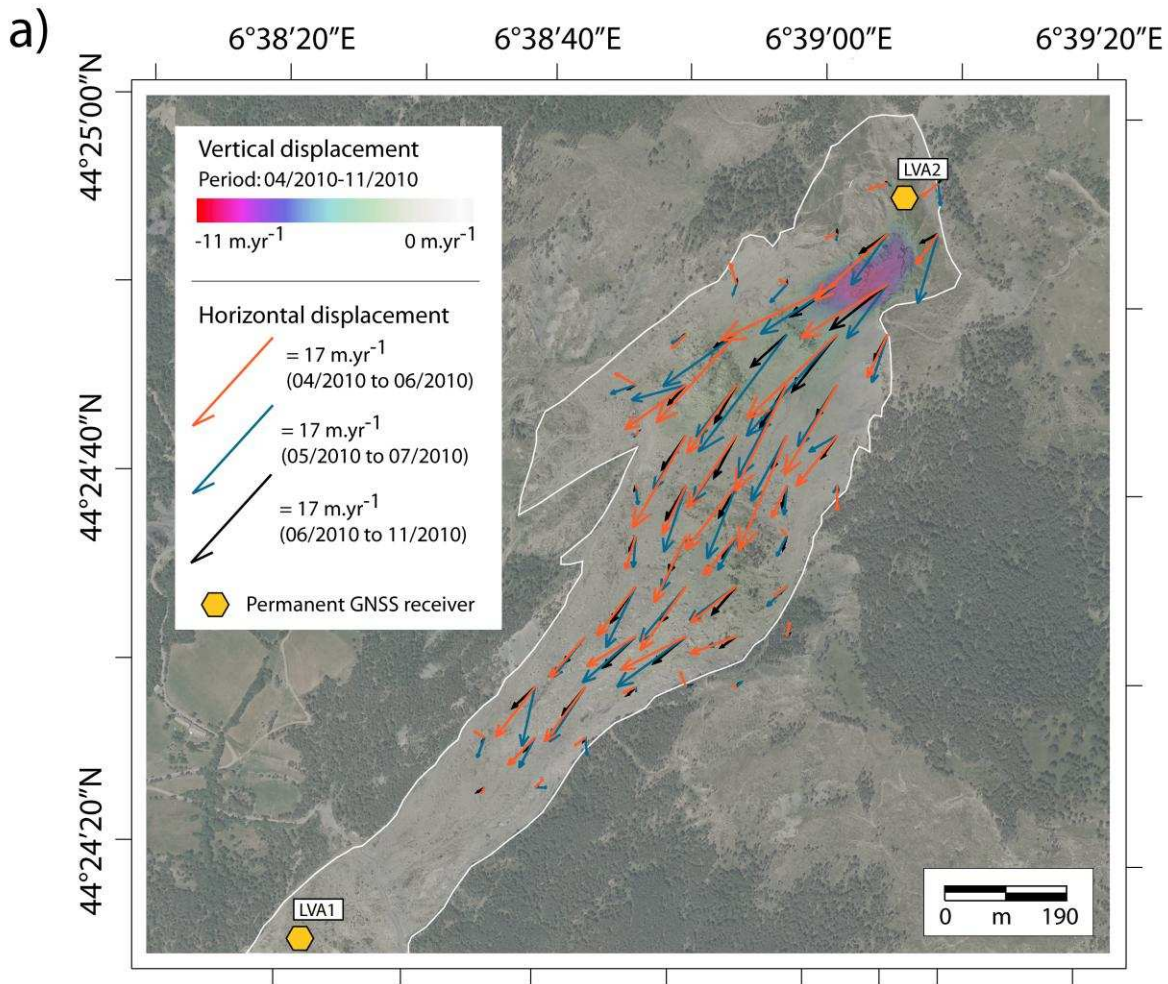 a)
6°38'20"E 6°38'40"E 6°39'00"E 6°39'20"E
44°25'00"N
44°24'40"N
44°24'20"N
Vertical displacement
Period: 04/2010-11/2010
-11 m.yr-1 0 m.yr-1
Horizontal displacement
= 17 m.yr-1
(04/2010 to 06/2010)
= 17 m.yr-1
(05/2010 to 07/2010)
= 17 m.yr-1
(06/2010 to 11/2010)
Permanent GNSS receiver
LVA2
LVA1
0 m 190